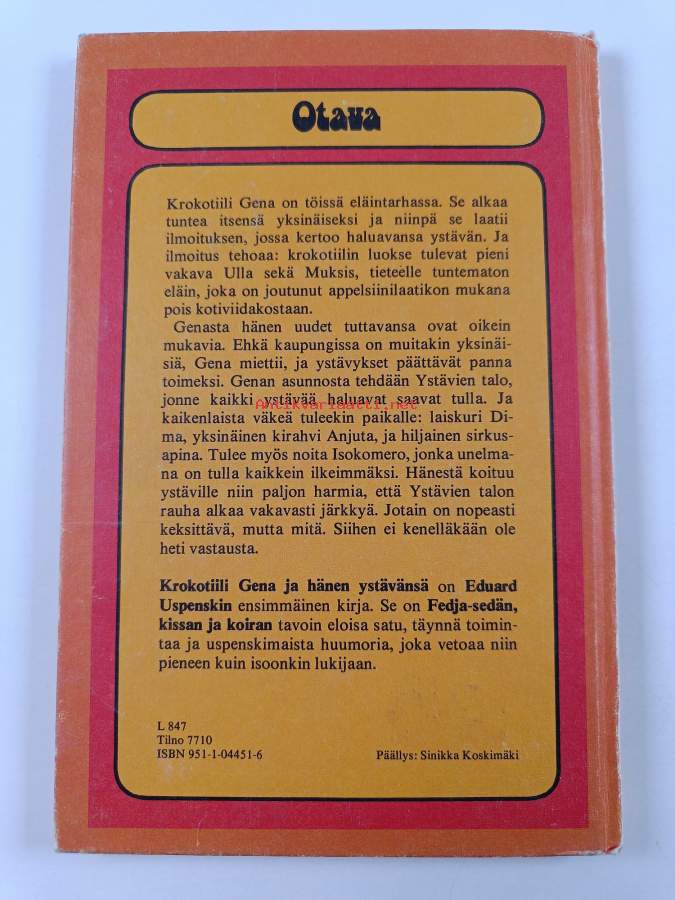 Otava
Krokotiili Gena on töissä eläintarhassa. Se alkaa
tuntea itsensä yksinäiseksi ja niinpä se laatii
ilmoituksen, jossa kertoo haluavansa ystävän. Ja
ilmoitus tehoaa: krokotiilin luokse tulevat pieni
vakava Ulla sekä Muksis, tieteelle tuntematon
eläin, joka on joutunut appelsiinilaatikon mukana
pois kotiviidakostaan.
Genasta hänen uudet tuttavansa ovat oikein
mukavia. Ehkä kaupungissa on muitakin yksinäi-
siä, Gena miettii, ja ystävykset päättävät panna
toimeksi. Genan asunnosta tehdään Ystävien talo,
jonne kaikki ystävää haluavat saavat tulla. Ja
Antikvariaatti.net
kaikenlaista väkeä tuleekin paikalle: laiskuri Di-
ma, yksinäinen kirahvi Anjuta, ja hiljainen sirkus-
apina. Tulee myös noita Isokomero, jonka unelma-
na on tulla kaikkein ilkeimmäksi. Hänestä koituu
ystäville niin paljon harmia, että Ystävien talon
rauha alkaa vakavasti järkkyä. Jotain on nopeasti
keksittävä, mutta mitä. Siihen ei kenelläkään ole
heti vastausta.
Krokotiili Gena ja hänen ystävänsä on Eduard
Uspenskin ensimmäinen kirja. Se on Fedja-sedän,
kissan ja koiran tavoin eloisa satu, täynnä toimin-
taa ja uspenskimaista huumoria, joka vetoaa niin
pieneen kuin isoonkin lukijaan.
L 847
Tilno 7710
ISBN 951-1-04451-6
Päällys: Sinikka Koskimäki